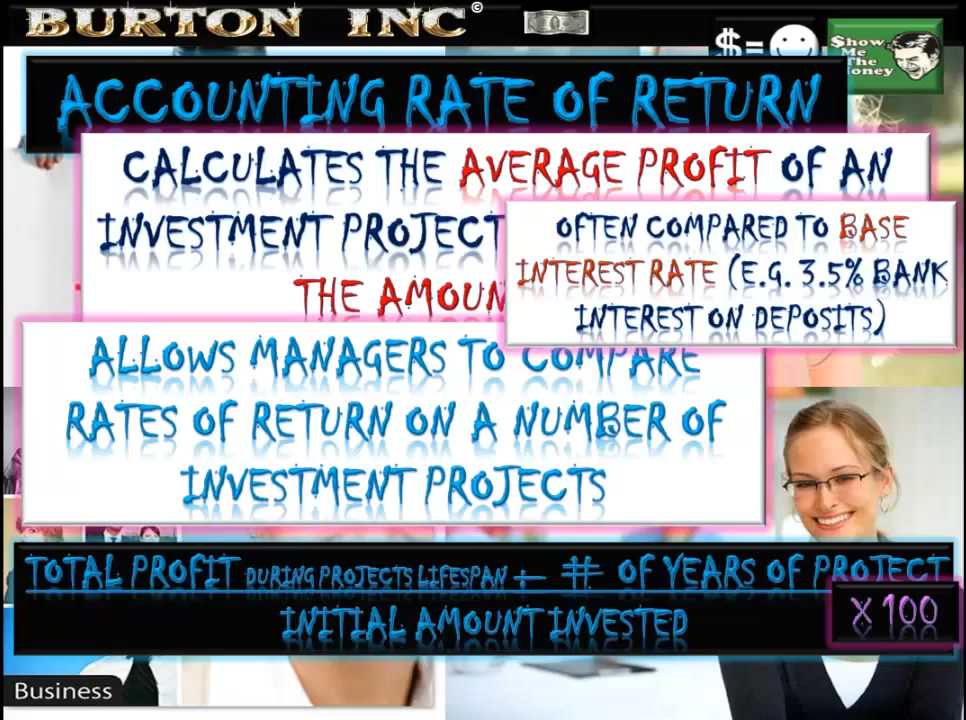 BURTON INC©
$=
Show
Me
The
Money
ACCOUNTING RATE OF RETURN
CALCULATES THE AVERAGE PROFIT OF AN
INVESTMENT PROJECT
THE AMOUN
OFTEN COMPARED TO BASE
INTEREST RATE (E.G. 3.5% BANK
INTEREST ON DEPOSITS)
ALLOWS MANAGERS TO COMPARE
RATES OF RETURN ON A NUMBER OF
INVESTMENT PROJECTS
TOTAL PROFIT DURING PROJECTS LIFESPAN ÷ # OF YEARS OF PROJECT
INITIAL AMOUNT INVESTED
X 100
Business